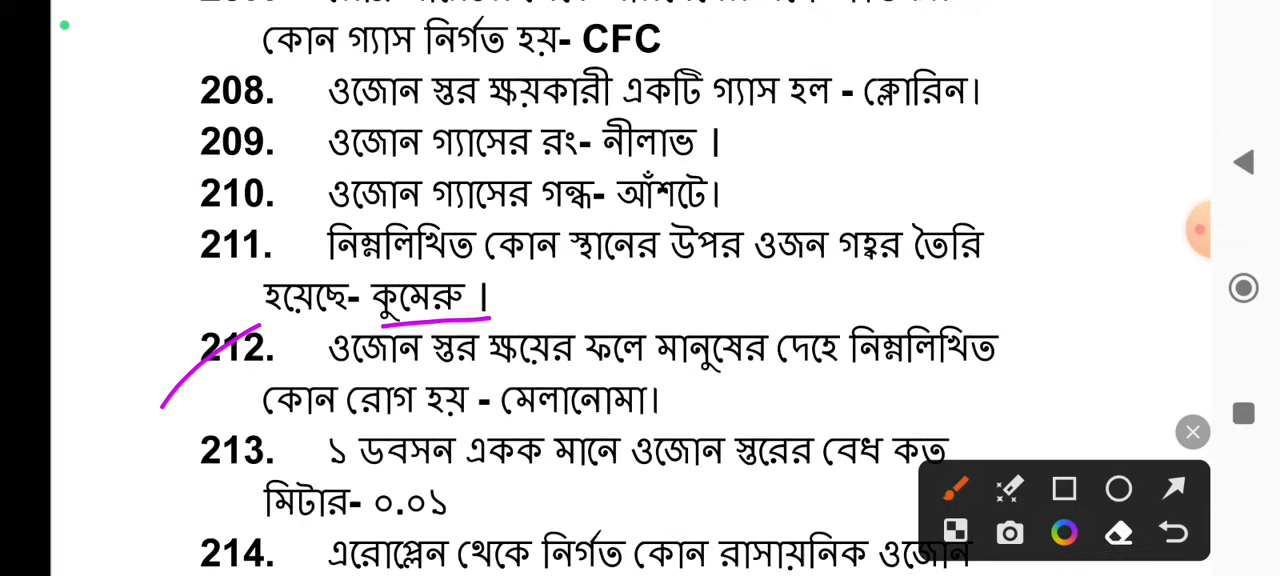 কোন গ্যাস নির্গত হয়- CFC
208. ওজোন স্তর ক্ষয়কারী একটি গ্যাস হল - ক্লোরিন।
209. ওজোন গ্যাসের রং- নীলাভ ।
210. ওজোন গ্যাসের গন্ধ- আঁশটে।
211. নিম্নলিখিত কোন স্থানের উপর ওজন গহ্বর তৈরি
হয়েছে- কুমেরু ।
212. ওজোন স্তর ক্ষয়ের ফলে মানুষের দেহে নিম্নলিখিত
কোন রোগ হয় - মেলানোমা।
213. ১ ডবসন একক মানে ওজোন স্তরের বেধ কত
মিটার- ০.০১
214. এরোপ্লেন থেকে নির্গত কোন রাসায়নিক ওজোন